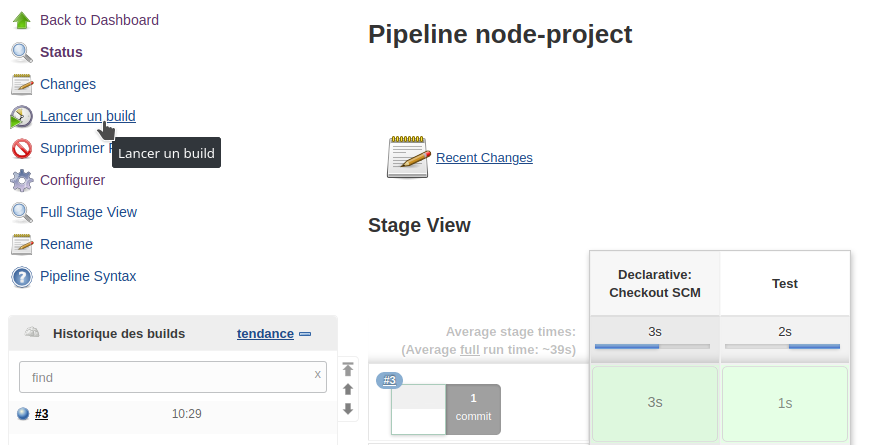 Back to Dashboard
Status
Changes
Lancer un build
Lancer un build
Supprimer
Configurer
Full Stage View
Rename
Pipeline Syntax
Historique des builds
tendance
find
x
#3
10:29
Pipeline node-project
Recent Changes
Stage View
Declarative:
Checkout SCM
Test
Average stage times:
(Average full run time: ~39s)
3s
2s
#3
1
commit
3s
1s